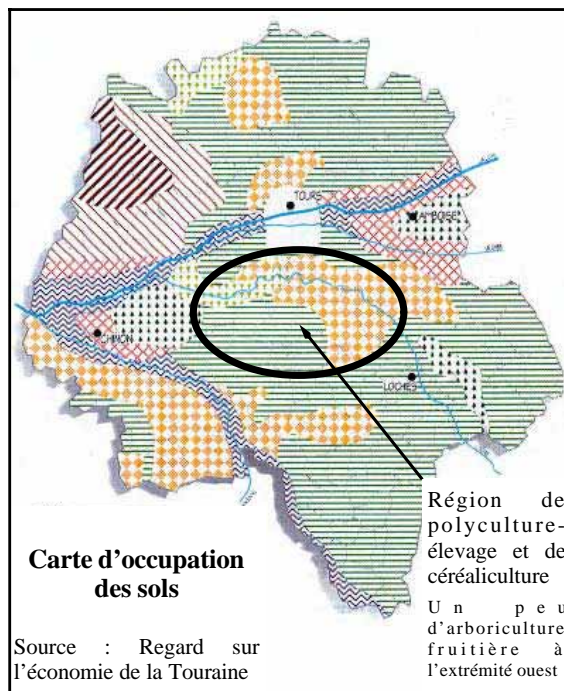 TOURS
AMBOISE
CHINON
LOCHES
Carte d'occupation
des sols
Source : Regard sur
l'économie de la Touraine
Région de
polyculture-
élevage et de
céréaliculture
Un peu
d'arboriculture
fruitière à
l'extrémité ouest